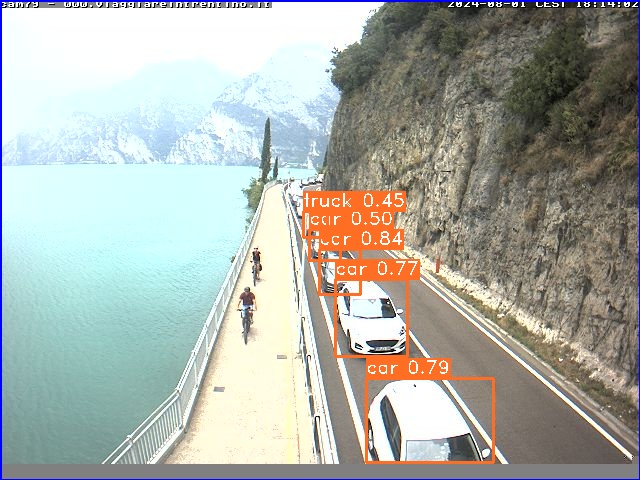 cam75 - www.viaggiareintrentino.it
2024-08-01 CEST 18:14:02
truck 0.45
car 0.50
car 0.84
car 0.77
car 0.79